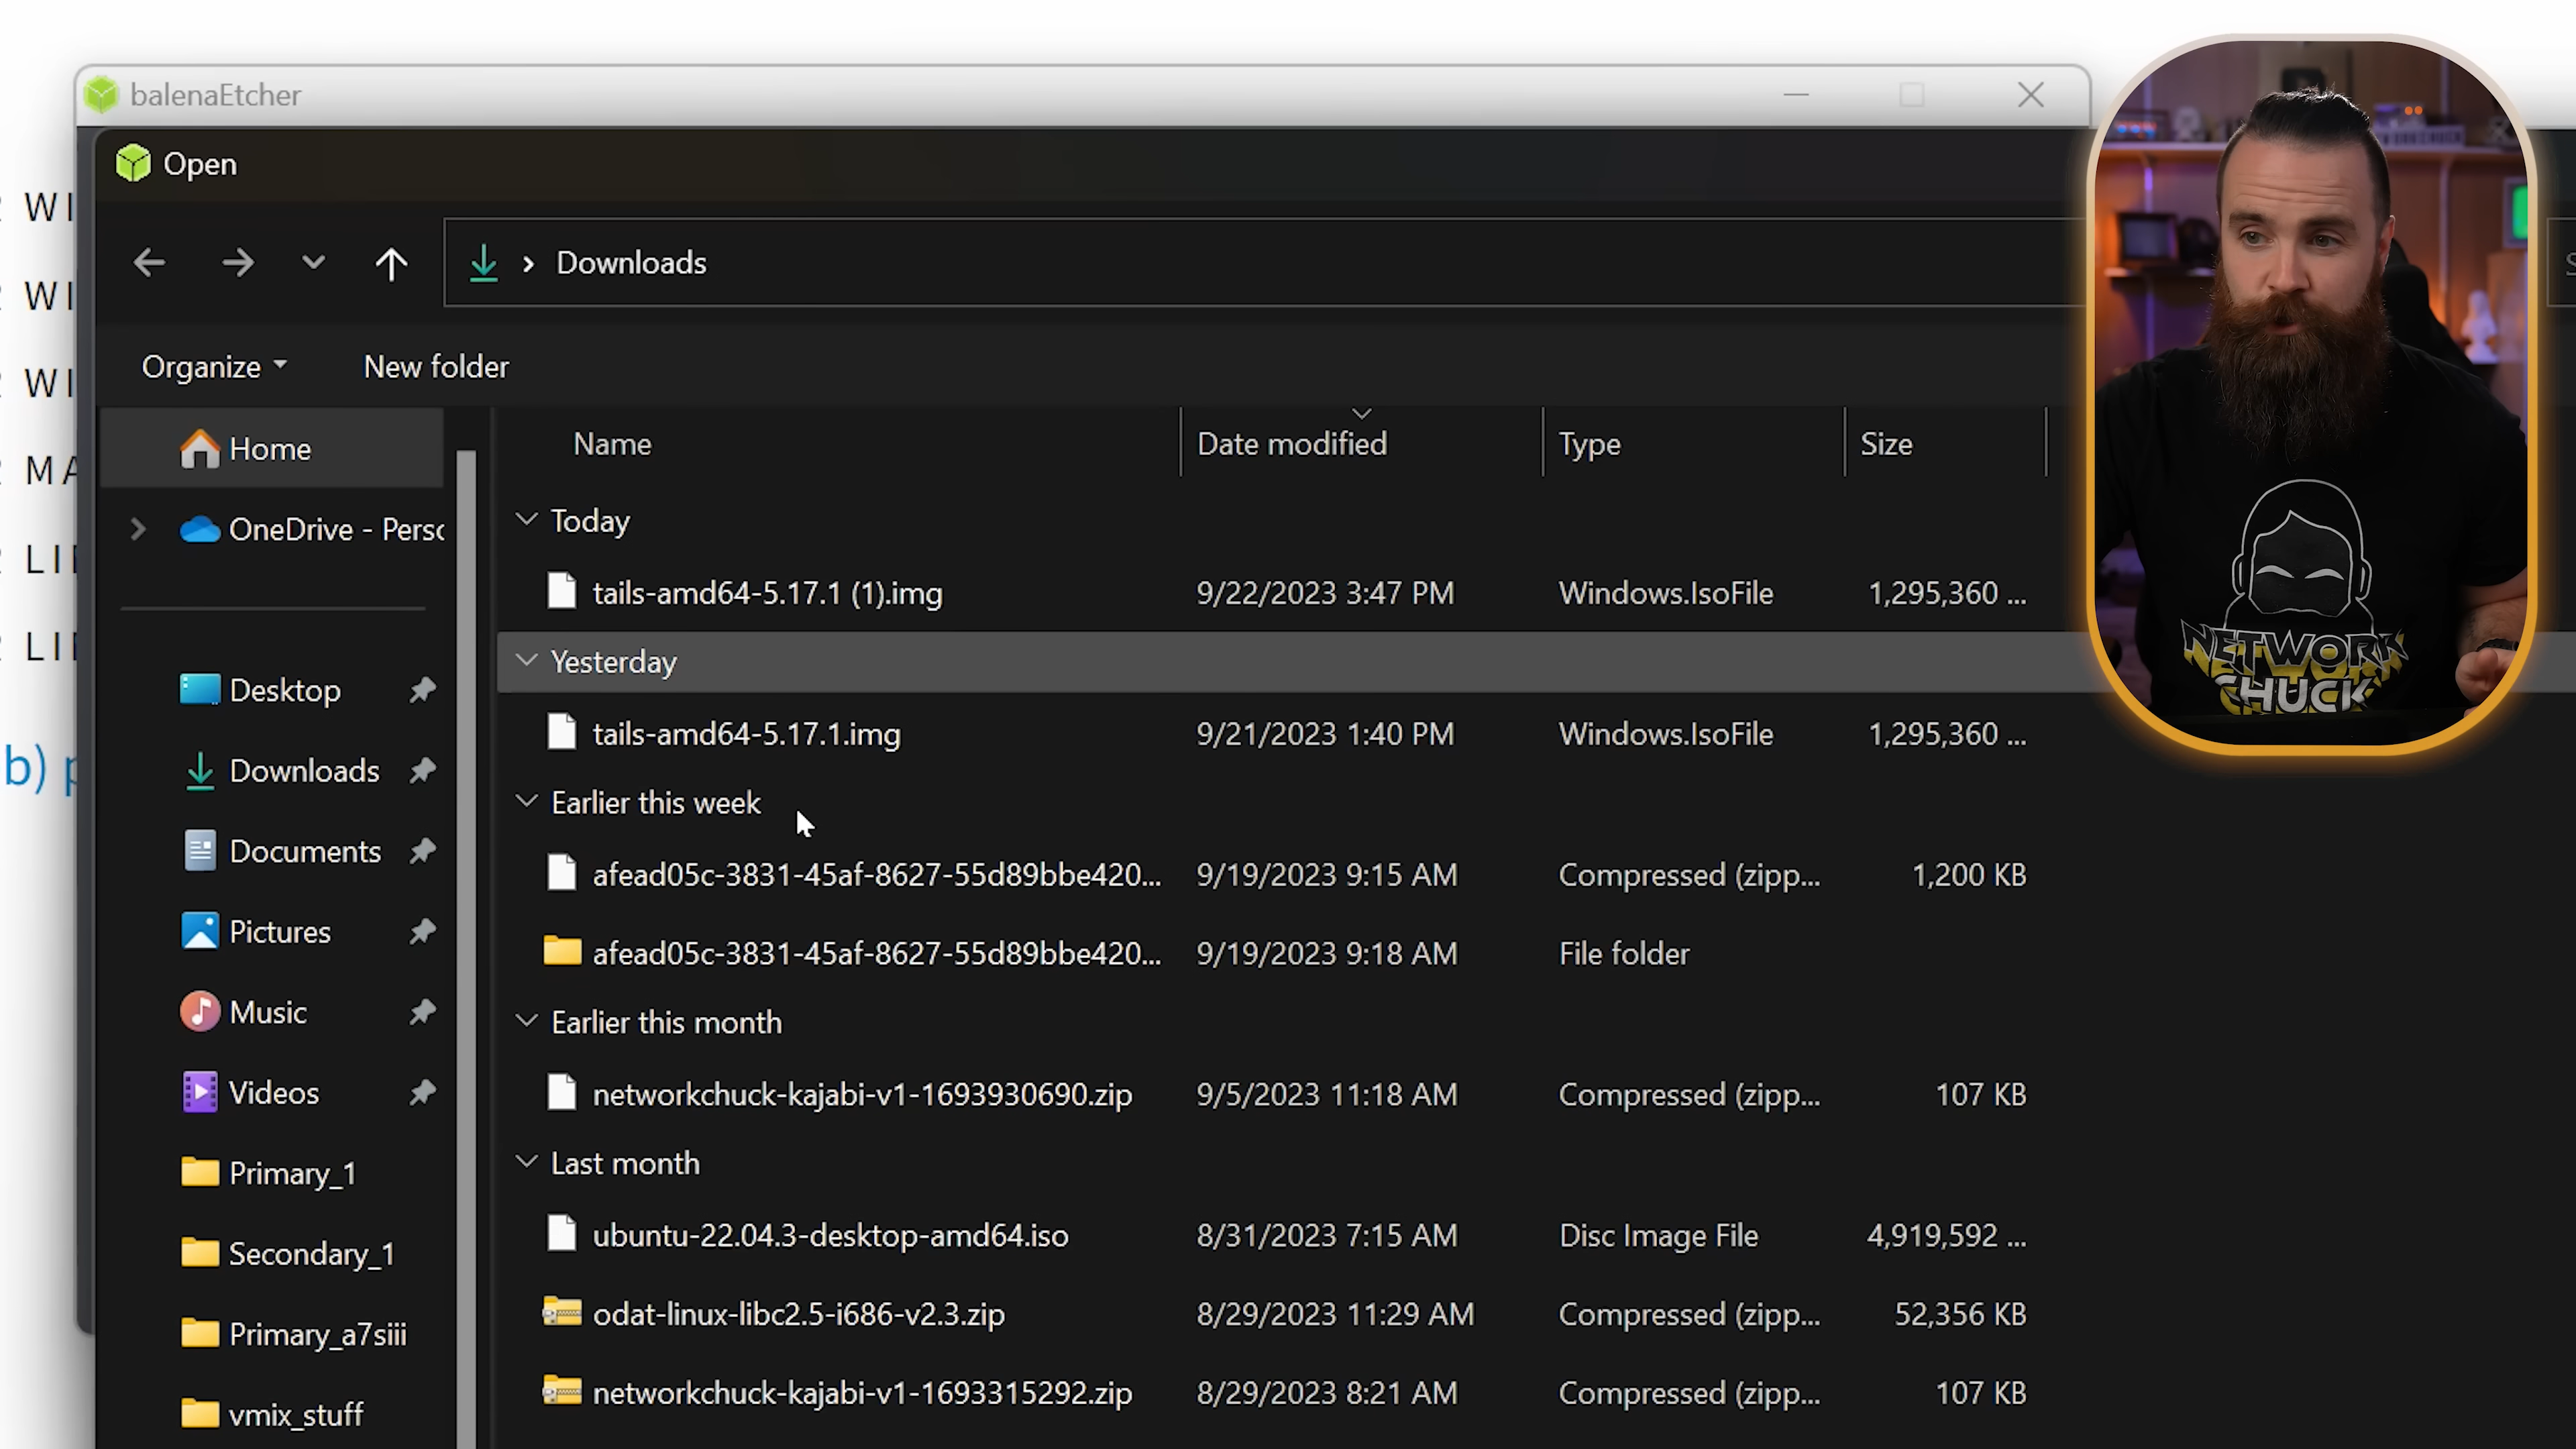 balenaEtcher
Open
Downloads
Organize
New folder
Name
Date modified
Type
Size
Home
OneDrive - Perso
Desktop
Downloads
Documents
Pictures
Music
Videos
Primary_1
Secondary_1
Primary_a7siii
vmix_stuff
Today
tails-amd64-5.17.1 (1).img 9/22/2023 3:47 PM Windows.IsoFile 1,295,360 ...
Yesterday
tails-amd64-5.17.1.img 9/21/2023 1:40 PM Windows.IsoFile 1,295,360 ...
Earlier this week
afead05c-3831-45af-8627-55d89bbe420... 9/19/2023 9:15 AM Compressed (zipp... 1,200 KB
afead05c-3831-45af-8627-55d89bbe420... 9/19/2023 9:18 AM File folder
Earlier this month
networkchuck-kajabi-v1-1693930690.zip 9/5/2023 11:18 AM Compressed (zipp... 107 KB
Last month
ubuntu-22.04.3-desktop-amd64.iso 8/31/2023 7:15 AM Disc Image File 4,919,592 ...
odat-linux-libc2.5-i686-v2.3.zip 8/29/2023 11:29 AM Compressed (zipp... 52,356 KB
networkchuck-kajabi-v1-1693315292.zip 8/29/2023 8:21 AM Compressed (zipp... 107 KB
WI
WI
WI
MA
LI
LI
b) p
NETWORK
CHUCK